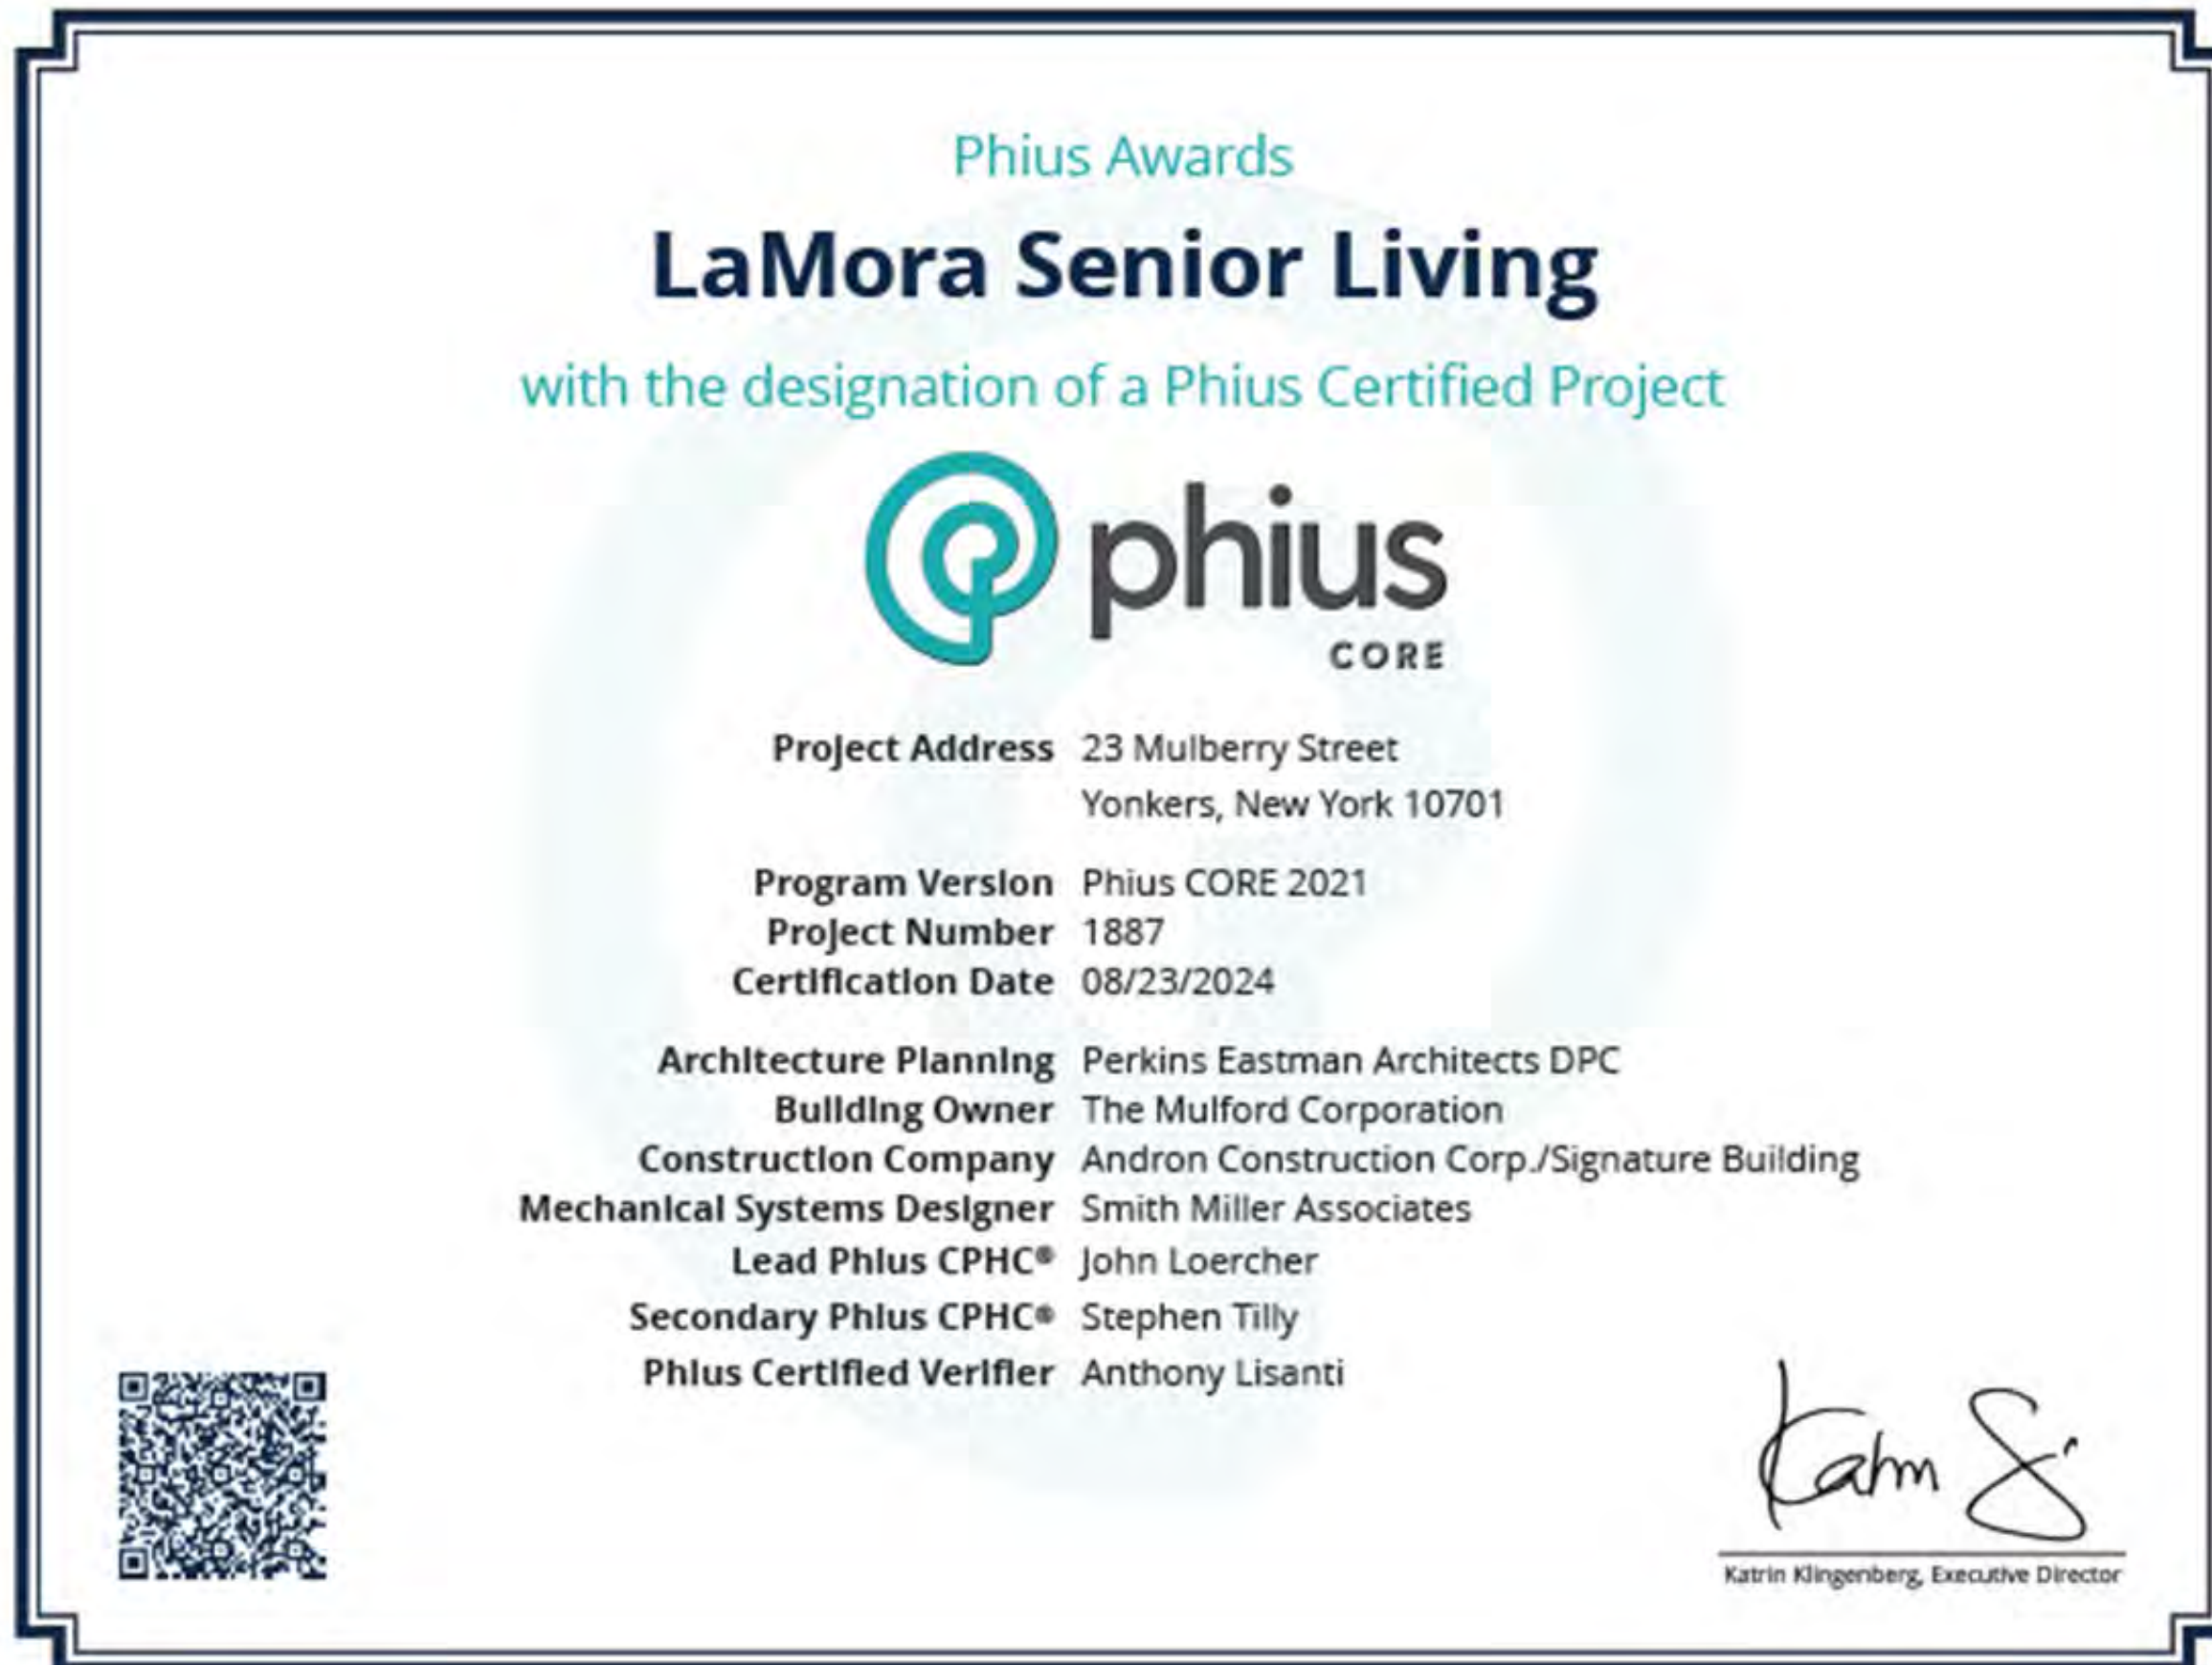 Phius Awards
LaMora Senior Living
with the designation of a Phius Certified Project
phius
CORE
Project Address 23 Mulberry Street
Yonkers, New York 10701
Program Version Phius CORE 2021
Project Number 1887
Certification Date 08/23/2024
Architecture Planning Perkins Eastman Architects DPC
Building Owner The Mulford Corporation
Construction Company Andron Construction Corp./Signature Building
Mechanical Systems Designer Smith Miller Associates
Lead Phius CPHC® John Loercher
Secondary Phius CPHC® Stephen Tilly
Phius Certified Verifier Anthony Lisanti
Katrin Klingenberg, Executive Director